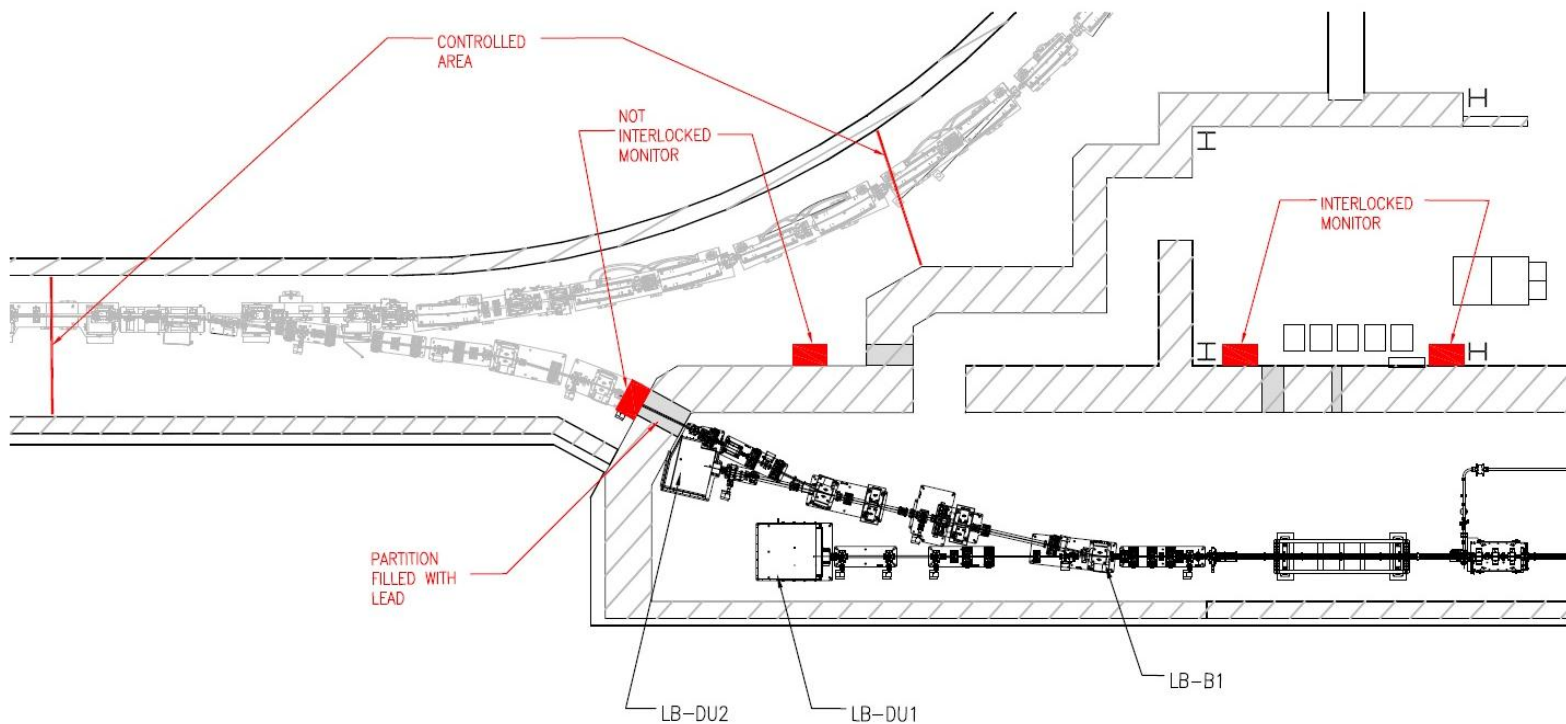 CONTROLLED
AREA
NOT
INTERLOCKED
MONITOR
INTERLOCKED
MONITOR
PARTITION
FILLED WITH
LEAD
LB-B1
LB-DU2
LB-DU1